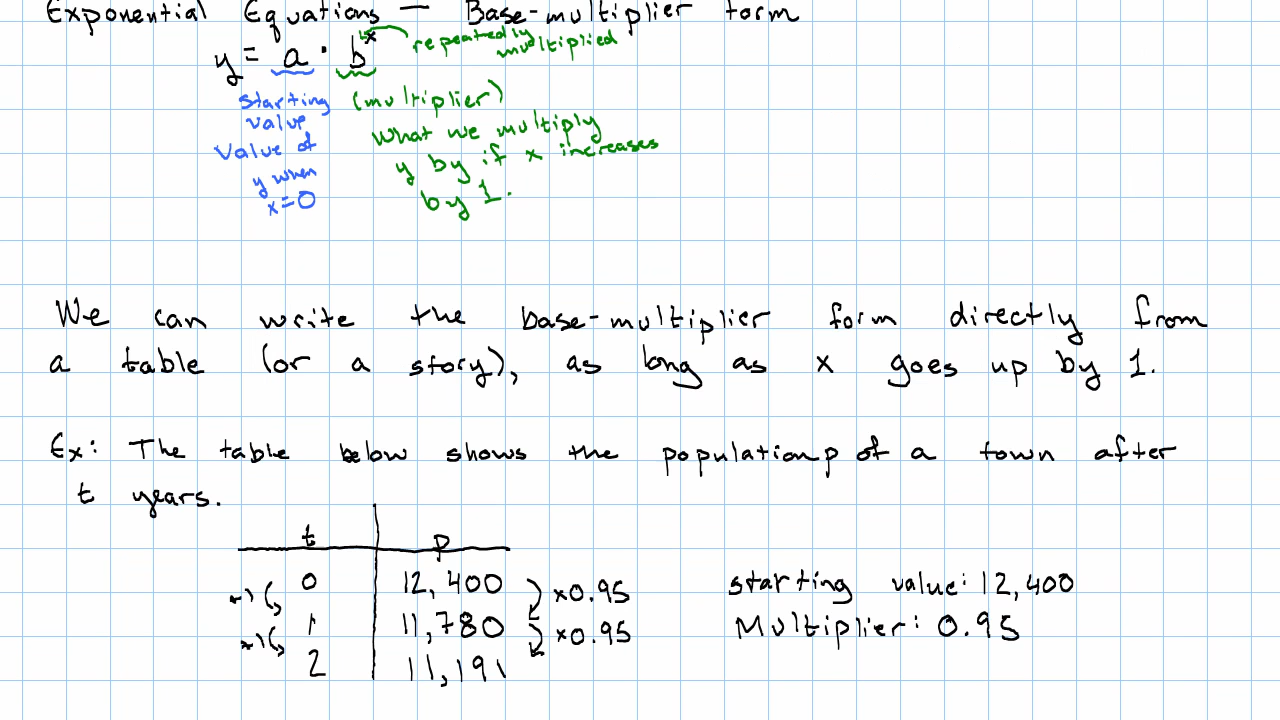 Exponential Equations — Base-multiplier form
y = a · b^x
repeatedly
multiplied
starting
value
Value of
y when
x=0
(multiplier)
What we multiply
y by if x increases
by 1.
We can write the base-multiplier form directly from
a table (or a story), as long as x goes up by 1.
Ex: The table below shows the population p of a town after
t years.
t p
0 12,400
1 11,780
2 11,191
+1
+1
×0.95
×0.95
starting value: 12,400
Multiplier: 0.95